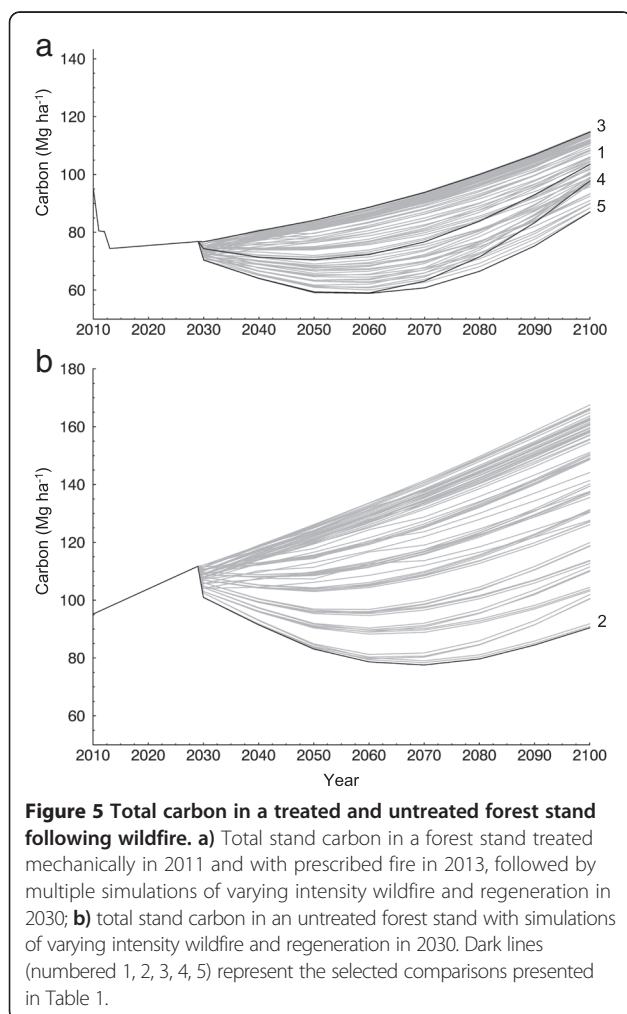 a
Carbon (Mg ha⁻¹)
140
120
100
80
60
3
1
4
5
2010 2020 2030 2040 2050 2060 2070 2080 2090 2100
b
Carbon (Mg ha⁻¹)
180
160
140
120
100
80
60
2
2010 2020 2030 2040 2050 2060 2070 2080 2090 2100
Year
Figure 5 Total carbon in a treated and untreated forest stand
following wildfire. a) Total stand carbon in a forest stand treated
mechanically in 2011 and with prescribed fire in 2013, followed by
multiple simulations of varying intensity wildfire and regeneration in
2030; b) total stand carbon in an untreated forest stand with simulations
of varying intensity wildfire and regeneration in 2030. Dark lines
(numbered 1, 2, 3, 4, 5) represent the selected comparisons presented
in Table 1.